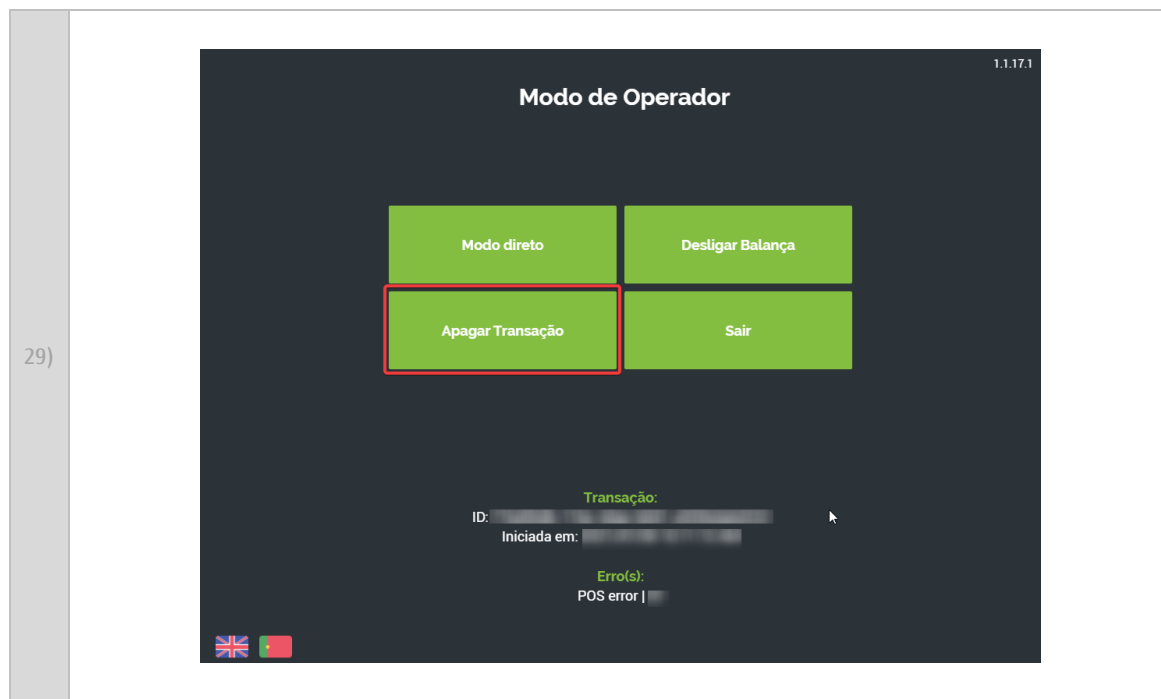 1.1.17.1
Modo de Operador
Modo direto
Desligar Balança
Apagar Transação
Sair
29)
Transação:
ID:
Iniciada em:
Erro(s):
POS error |